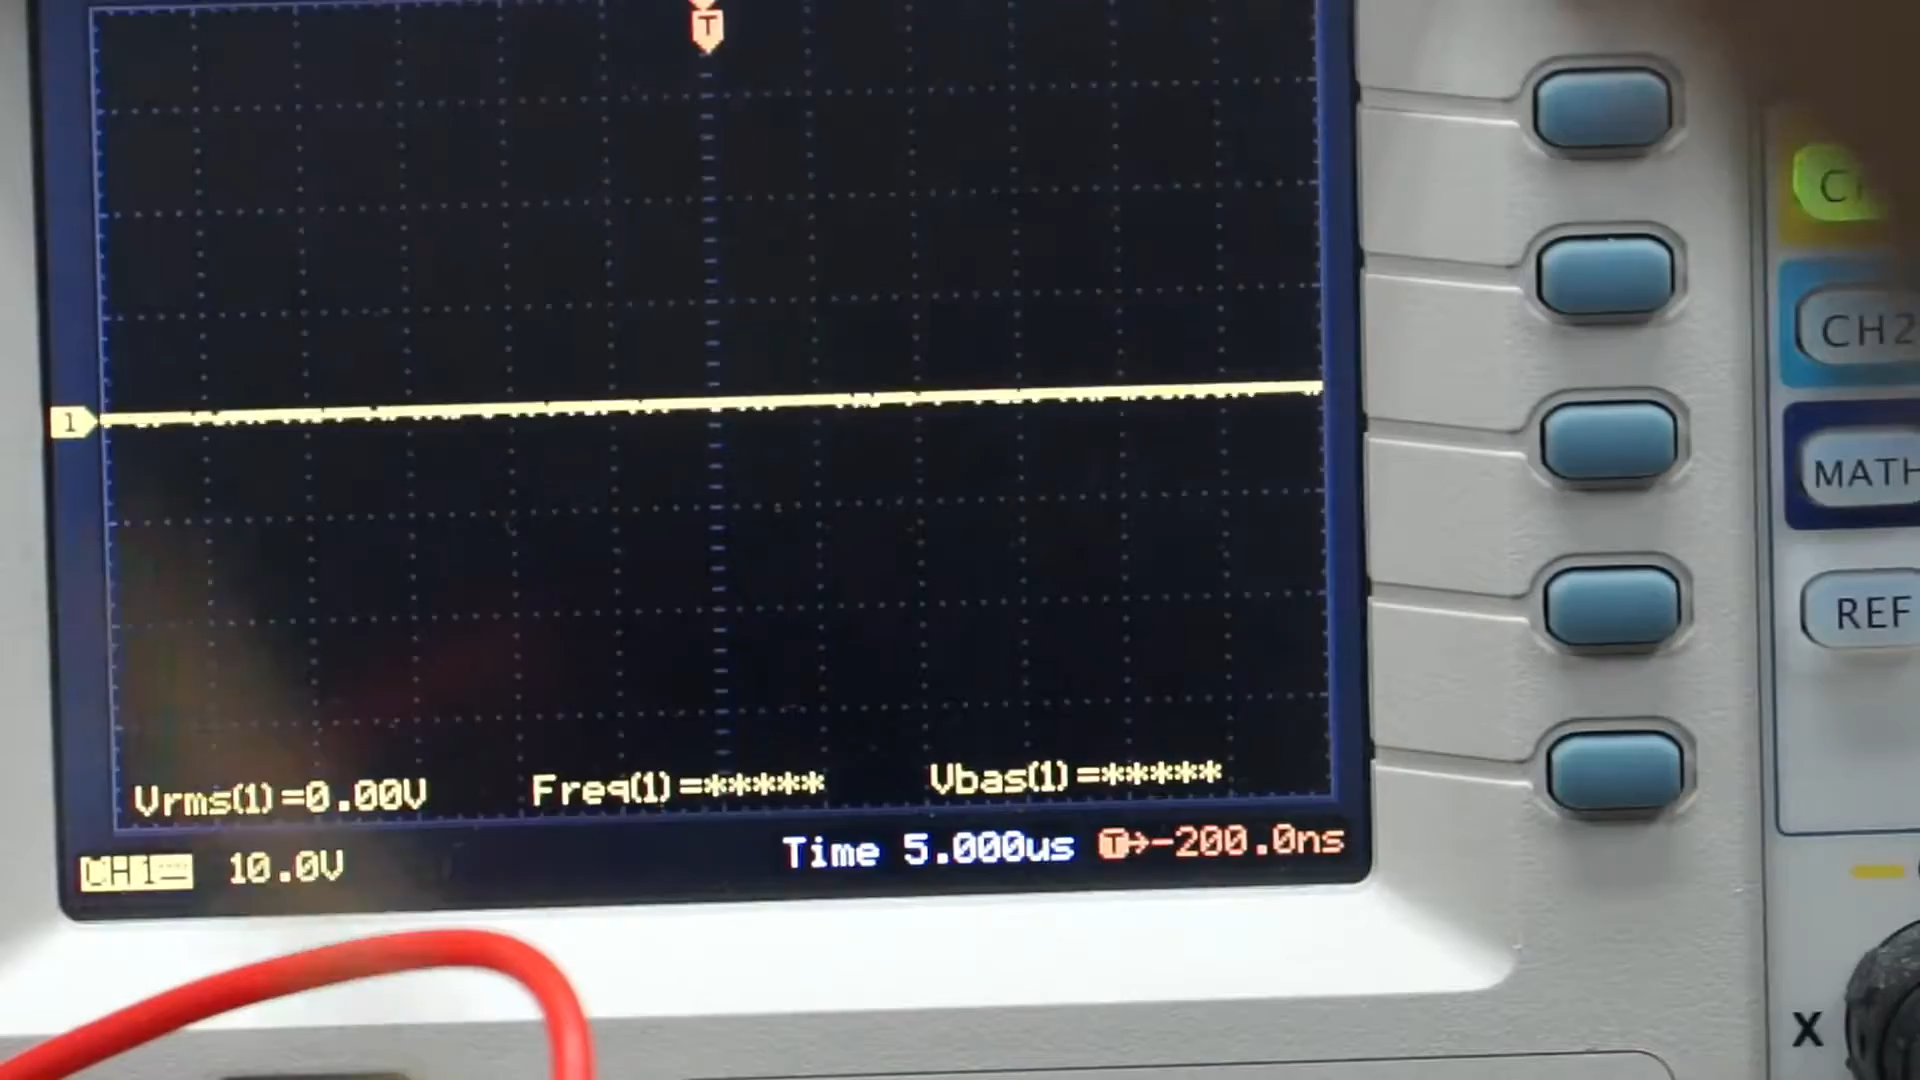 T
1
Vrms(1)=0.00V Freq(1)=***** Vbas(1)=*****
Time 5.000us T→-200.0ns
CH1 10.0V
CH2
MATH
REF
X